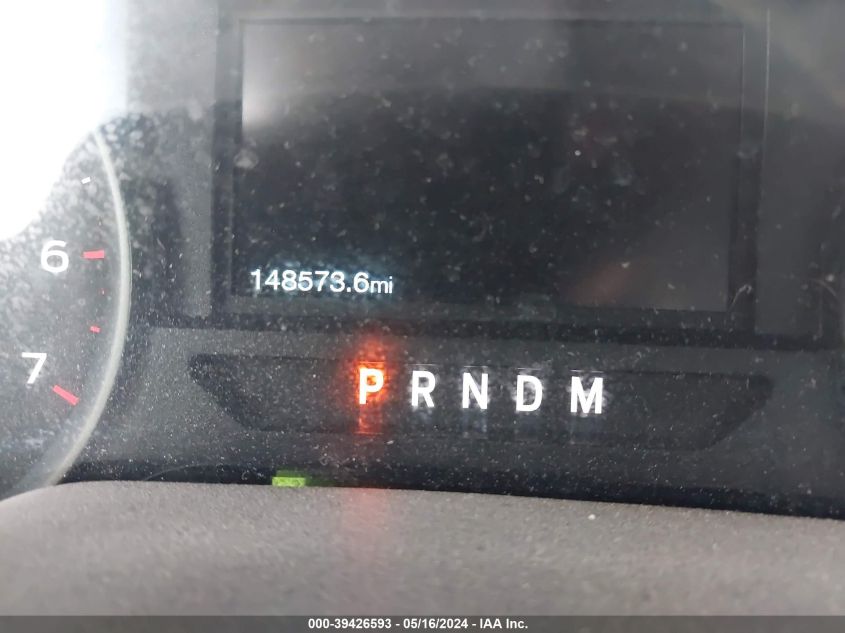 6
148573.6mi
7
P R N D M
000-39426593 - 05/16/2024 - IAA Inc.